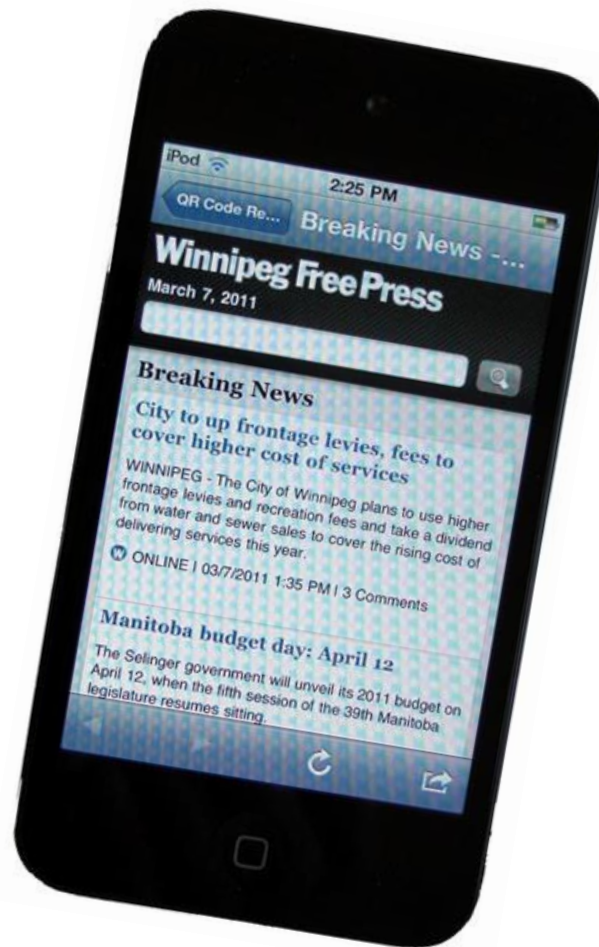 iPod
2:25 PM
QR Code Re...
Breaking News -...
Winnipeg Free Press
March 7, 2011
Breaking News
City to up frontage levies, fees to
cover higher cost of services
WINNIPEG - The City of Winnipeg plans to use higher
frontage levies and recreation fees and take a dividend
from water and sewer sales to cover the rising cost of
delivering services this year.
W ONLINE | 03/7/2011 1:35 PM | 3 Comments
Manitoba budget day: April 12
The Selinger government will unveil its 2011 budget on
April 12, when the fifth session of the 39th Manitoba
legislature resumes sitting.